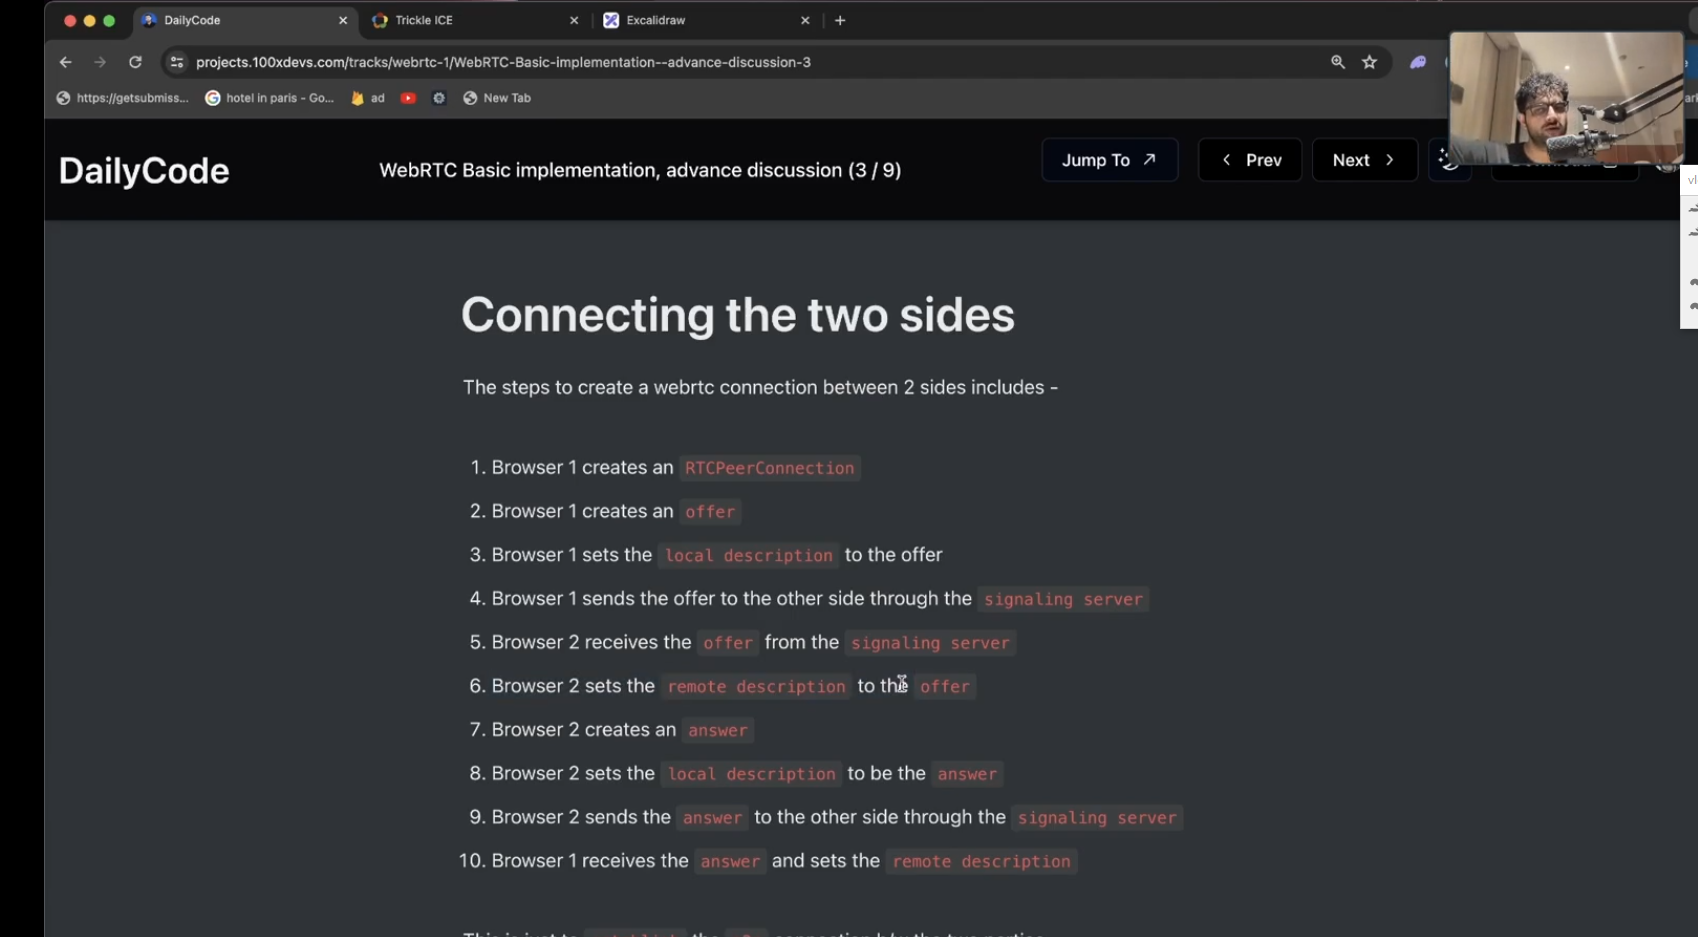 DailyCode
Trickle ICE
Excalidraw
projects.100xdevs.com/tracks/webrtc-1/WebRTC-Basic-implementation--advance-discussion-3
https://getsubmiss...
hotel in paris - Go...
ad
New Tab
DailyCode
WebRTC Basic implementation, advance discussion (3 / 9)
Jump To
Prev
Next
Connecting the two sides
The steps to create a webrtc connection between 2 sides includes -
1. Browser 1 creates an RTCPeerConnection
2. Browser 1 creates an offer
3. Browser 1 sets the local description to the offer
4. Browser 1 sends the offer to the other side through the signaling server
5. Browser 2 receives the offer from the signaling server
6. Browser 2 sets the remote description to the offer
7. Browser 2 creates an answer
8. Browser 2 sets the local description to be the answer
9. Browser 2 sends the answer to the other side through the signaling server
10. Browser 1 receives the answer and sets the remote description